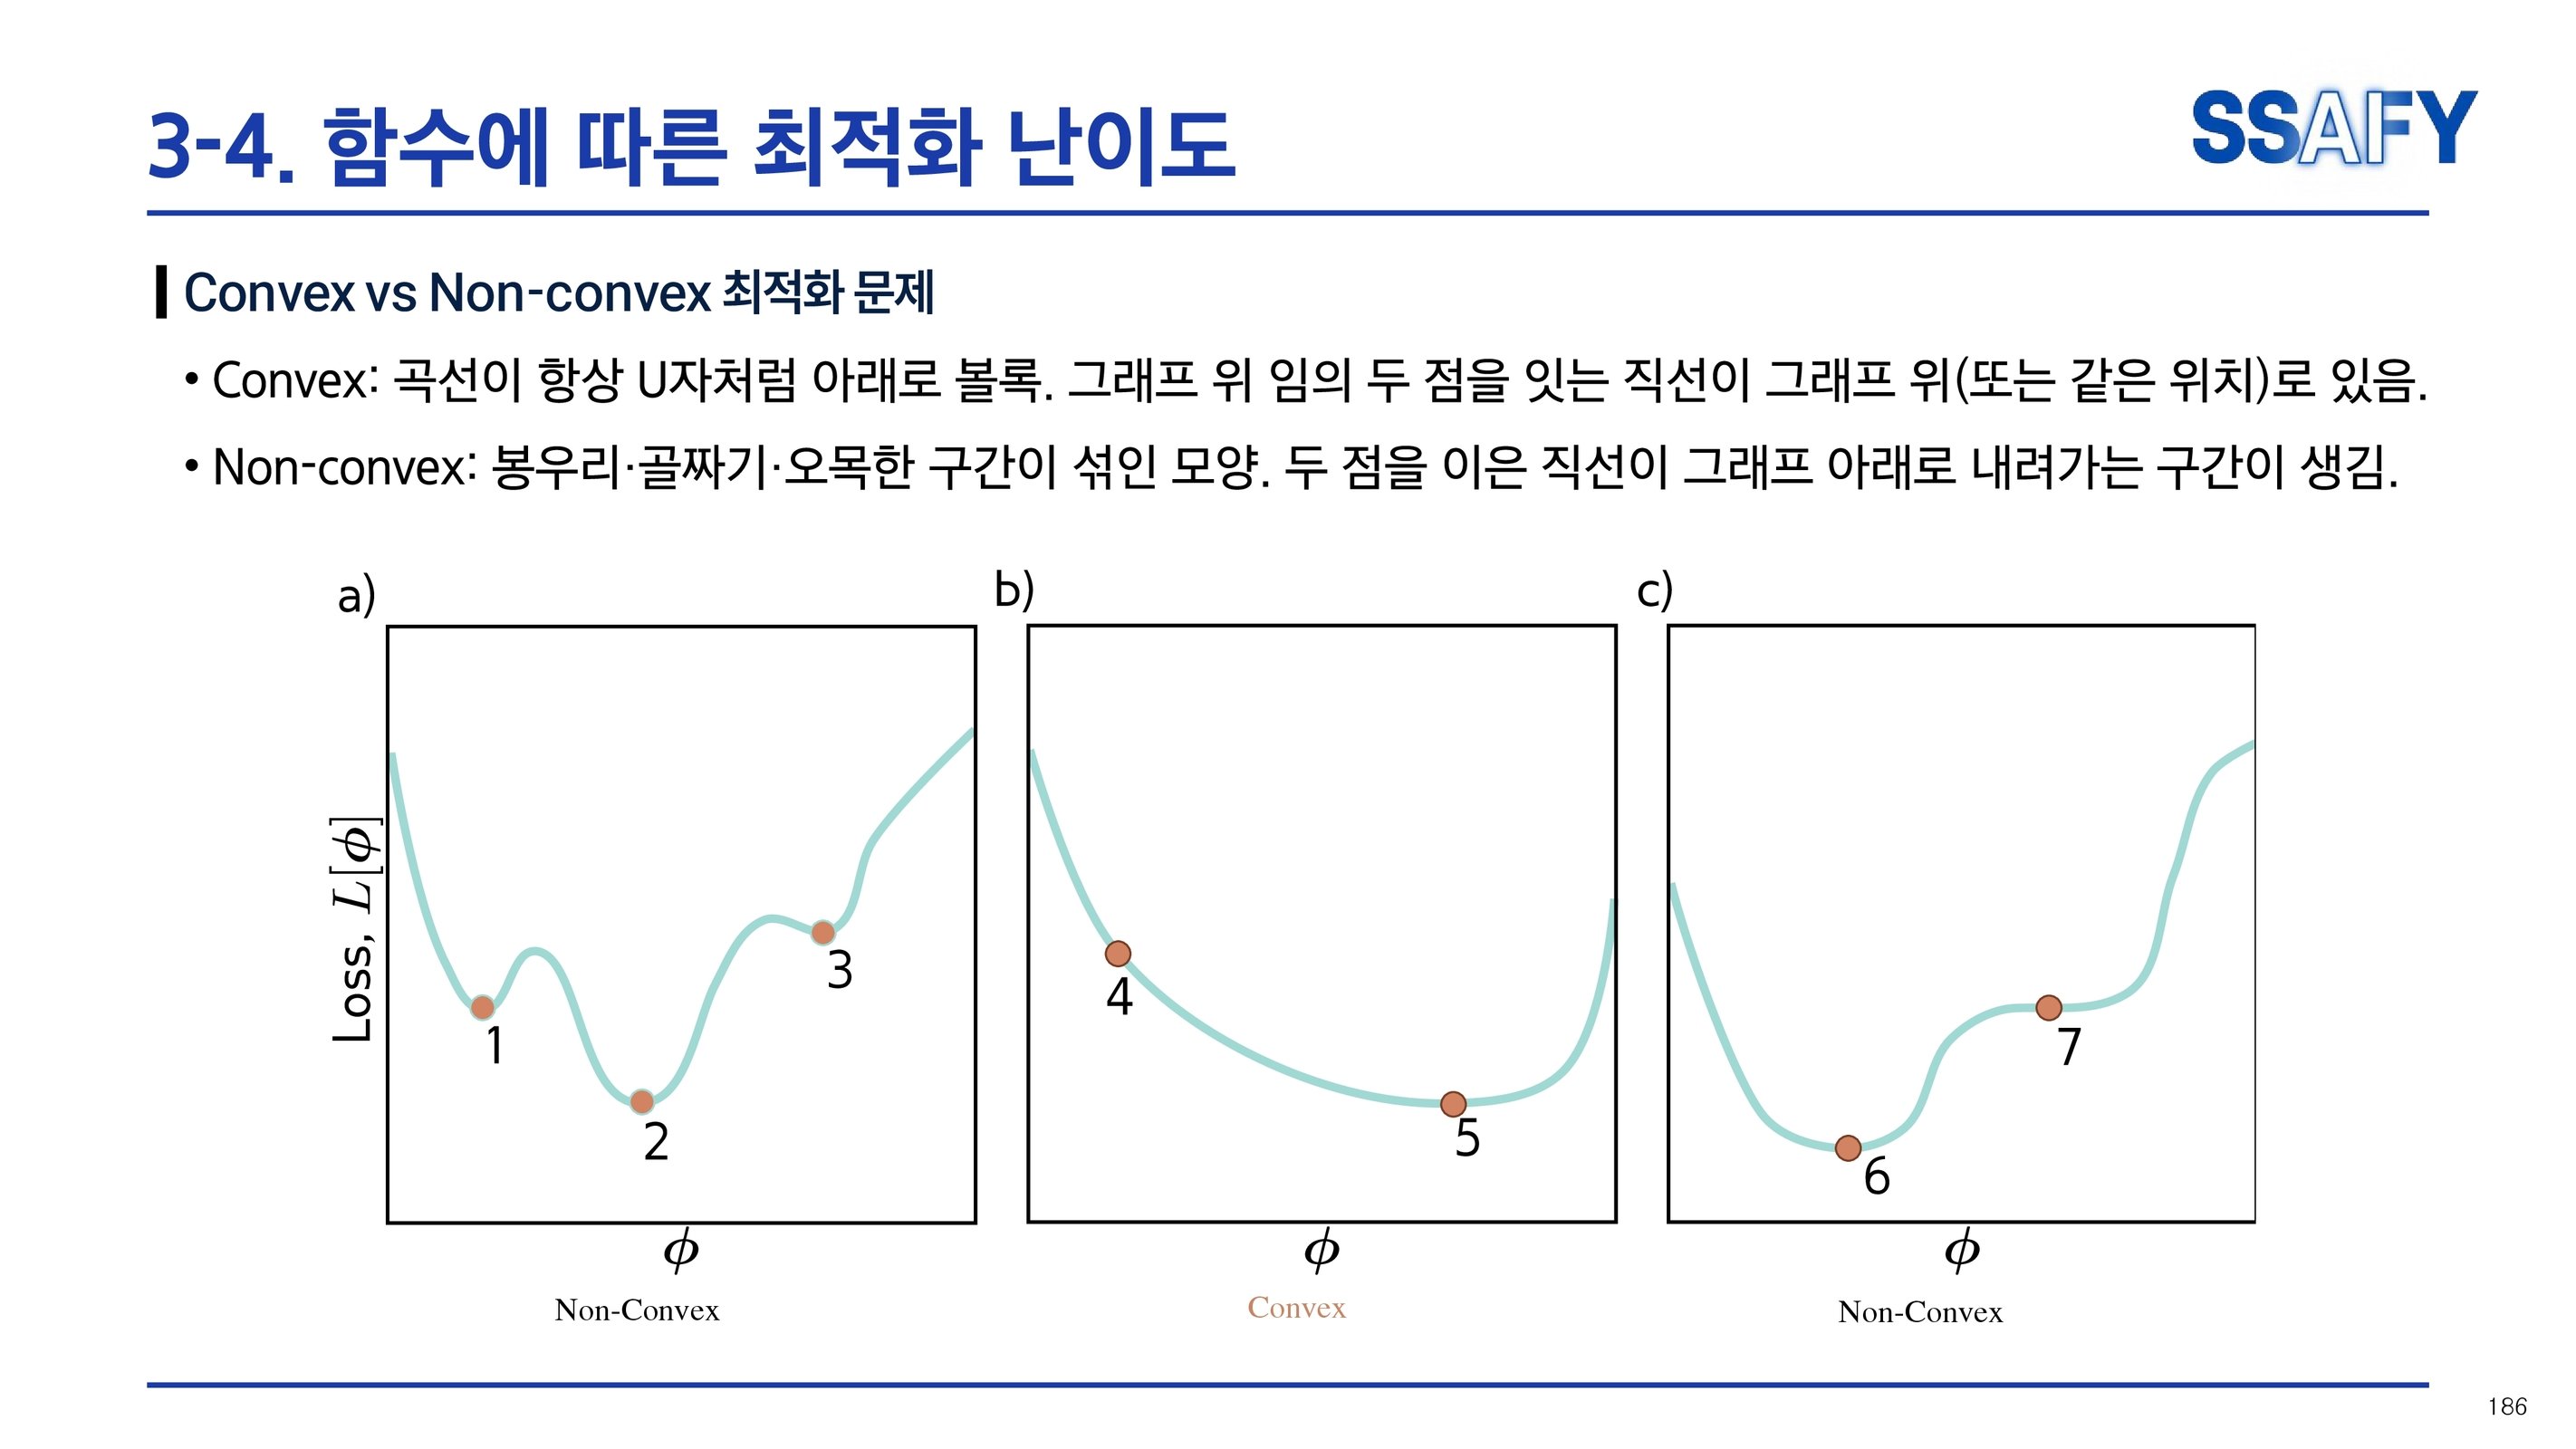 3-4. 함수에 따른 최적화 난이도
SSAFY
Convex vs Non-convex 최적화 문제
• Convex: 곡선이 항상 U자처럼 아래로 볼록. 그래프 위 임의 두 점을 잇는 직선이 그래프 위(또는 같은 위치)로 있음.
• Non-convex: 봉우리·골짜기·오목한 구간이 섞인 모양. 두 점을 이은 직선이 그래프 아래로 내려가는 구간이 생김.
a)
b)
c)
Loss, L[ϕ]
1
2
3
4
5
6
7
ϕ
ϕ
ϕ
Non-Convex
Convex
Non-Convex
186